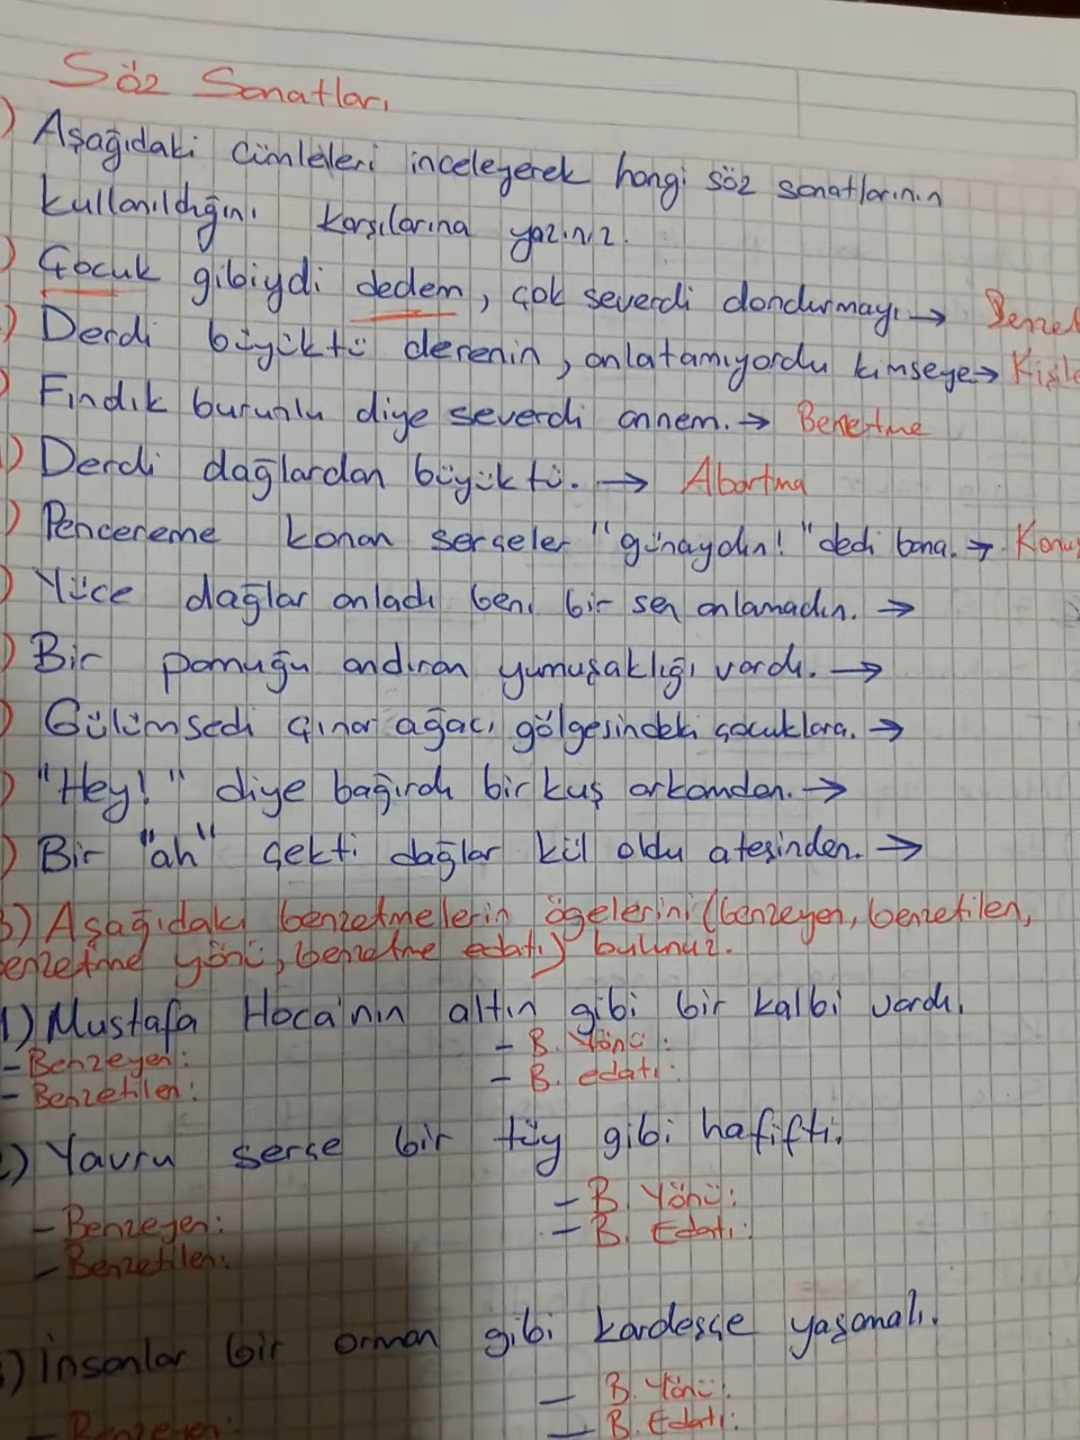 Söz Sanatları
) Aşağıdaki cümleleri inceleyerek hangi söz sanatlarının
kullanıldığını karşılarına yazınız.
) Çocuk gibiydi dedem, çok severdi dondurmayı →
) Derdi büyüktü derenin, anlatamıyordu kimseye →
) Fındık burunlu diye severdi annem. → Benzetme
) Derdi dağlardan büyüktü. → Abartma
) Pencereme konan serçeler "günaydın!" dedi bana. →
) Yüce dağlar anladı beni bir sen anlamadın. →
) Bir pamuğu andıran yumuşaklığı vardı. →
) Gülümsedi çınar ağacı gölgesindeki çocuklara. →
) "Hey!" diye bağırdı bir kuş arkamdan. →
) Bir "ah" çekti dağlar kül oldu ateşinden. →
B) Aşağıdaki benzetmelerin ögelerini (benzeyen, benzetilen,
benzetme yönü, benzetme edatı) bulunuz.
1) Mustafa Hoca'nın altın gibi bir kalbi vardı.
- Benzeyen: - B. Yönü:
- Benzetilen: - B. edatı:
) Yavru serçe bir tüy gibi hafifti.
- Benzeyen: - B. Yönü:
- Benzetilen: - B. Edatı:
) İnsanlar bir orman gibi kardeşçe yaşamalı.
- B. Yönü:
- Benzeyen: - B. Edatı: